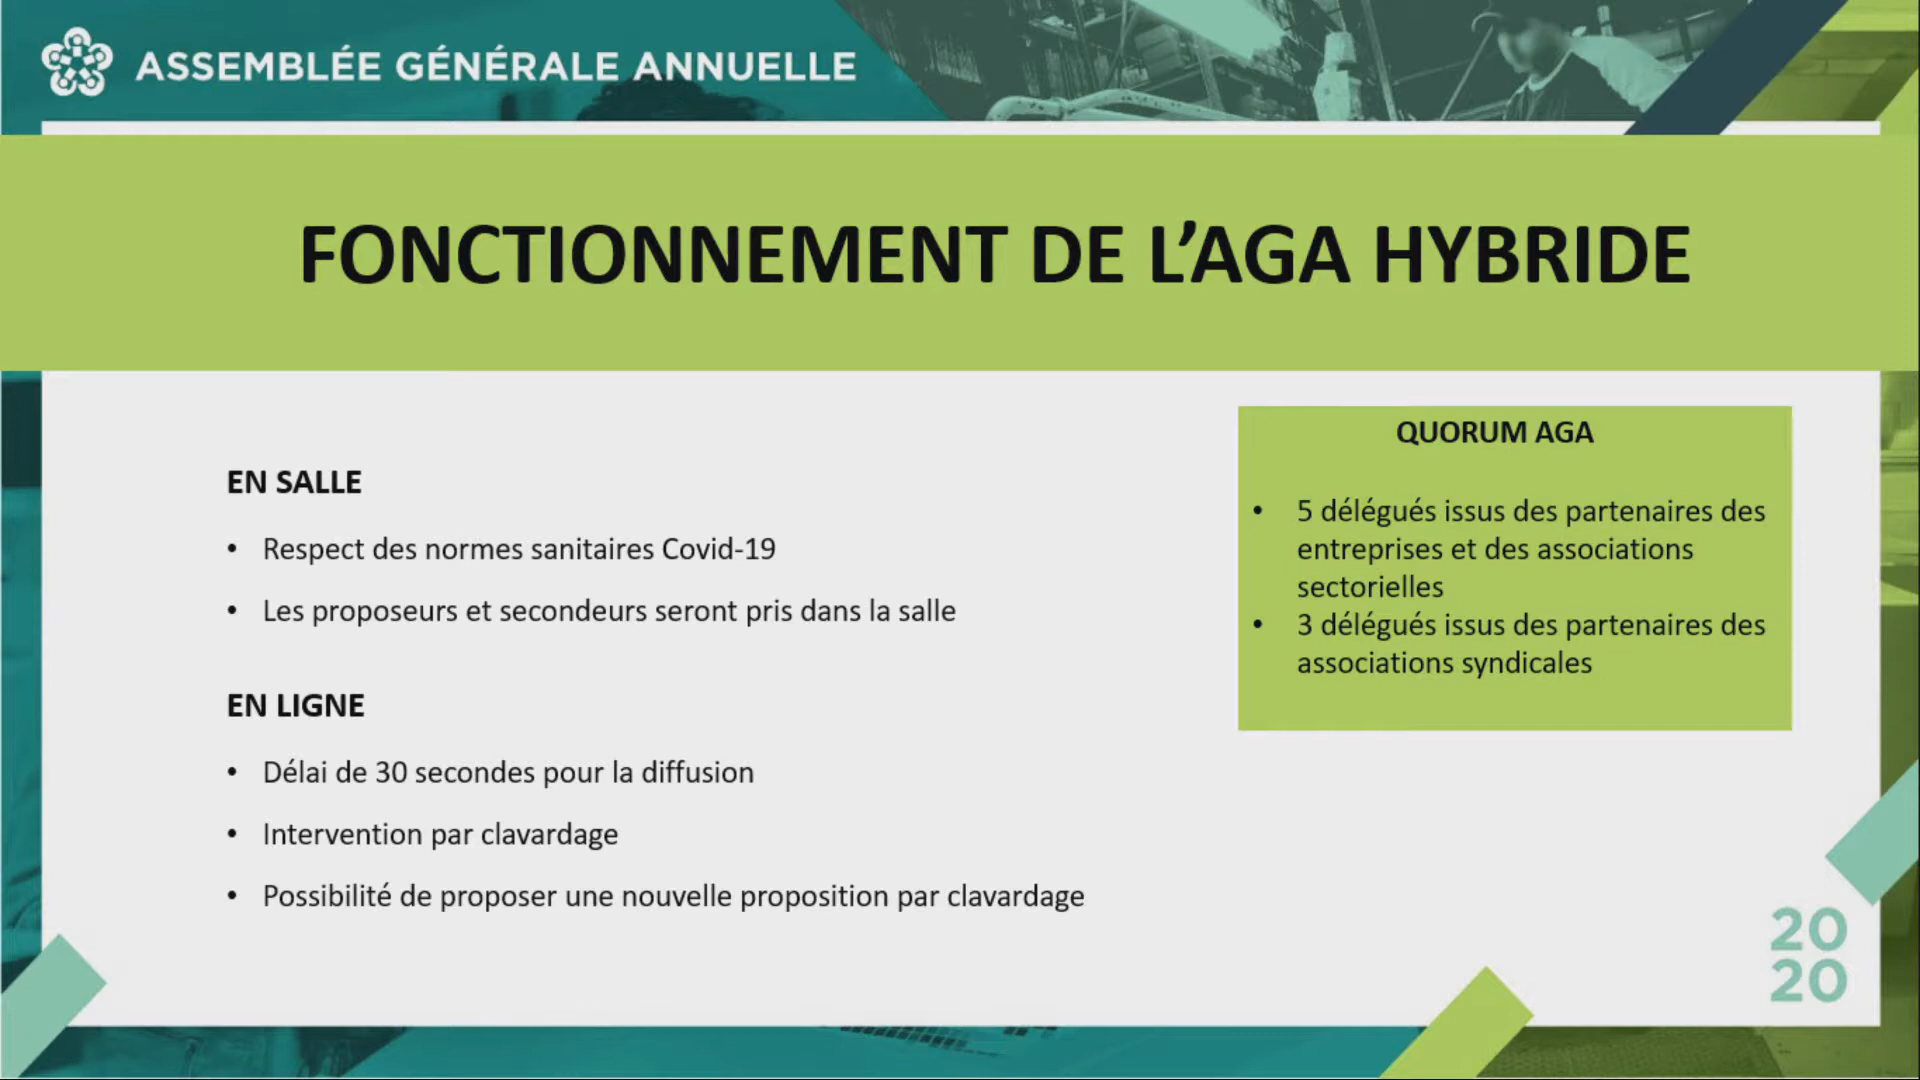 ASSEMBLÉE GÉNÉRALE ANNUELLE
FONCTIONNEMENT DE L’AGA HYBRIDE
EN SALLE
• Respect des normes sanitaires Covid-19
• Les proposeurs et secondeurs seront pris dans la salle
EN LIGNE
• Délai de 30 secondes pour la diffusion
• Intervention par clavardage
• Possibilité de proposer une nouvelle proposition par clavardage
QUORUM AGA
• 5 délégués issus des partenaires des
entreprises et des associations
sectorielles
• 3 délégués issus des partenaires des
associations syndicales
20
20